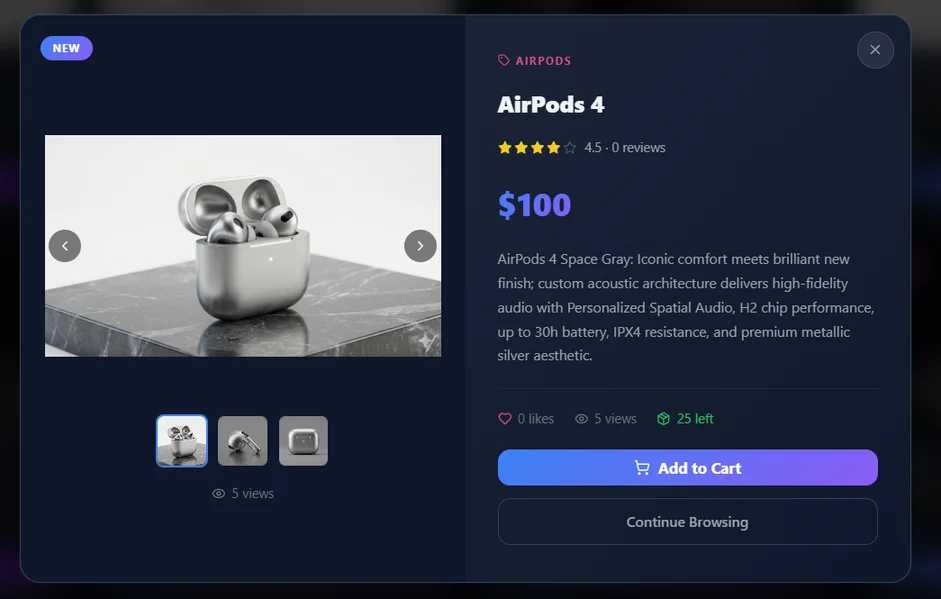 NEW
AIRPODS
AirPods 4
4.5 · 0 reviews
$100
AirPods 4 Space Gray: Iconic comfort meets brilliant new
finish; custom acoustic architecture delivers high-fidelity
audio with Personalized Spatial Audio, H2 chip performance,
up to 30h battery, IPX4 resistance, and premium metallic
silver aesthetic.
0 likes 5 views 25 left
Add to Cart
5 views
Continue Browsing